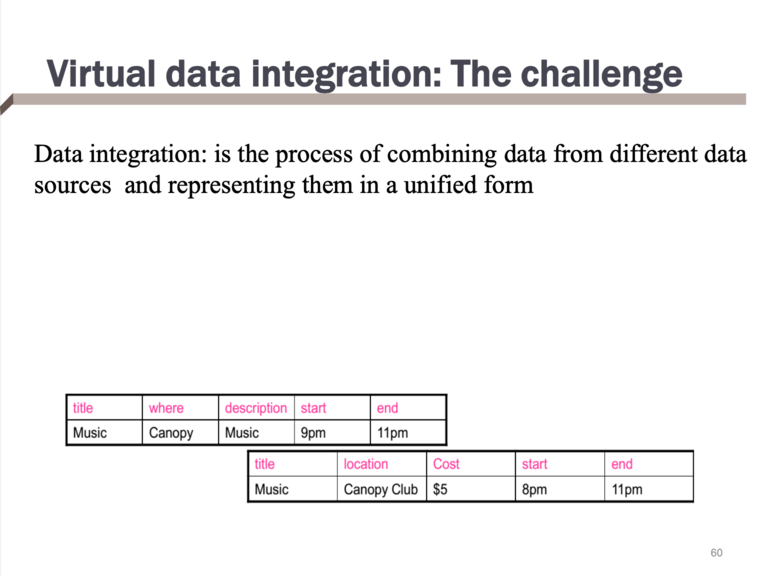 Virtual data integration: The challenge
Data integration: is the process of combining data from different data
sources  and representing them in a unified form
title where description start end
Music Canopy Music 9pm 11pm
title location Cost start end
Music Canopy Club $5 8pm 11pm
60